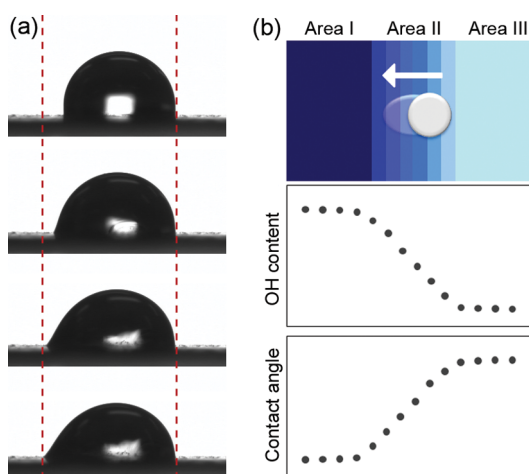 (a)
(b)
Area I Area II Area III
OH content
Contact angle